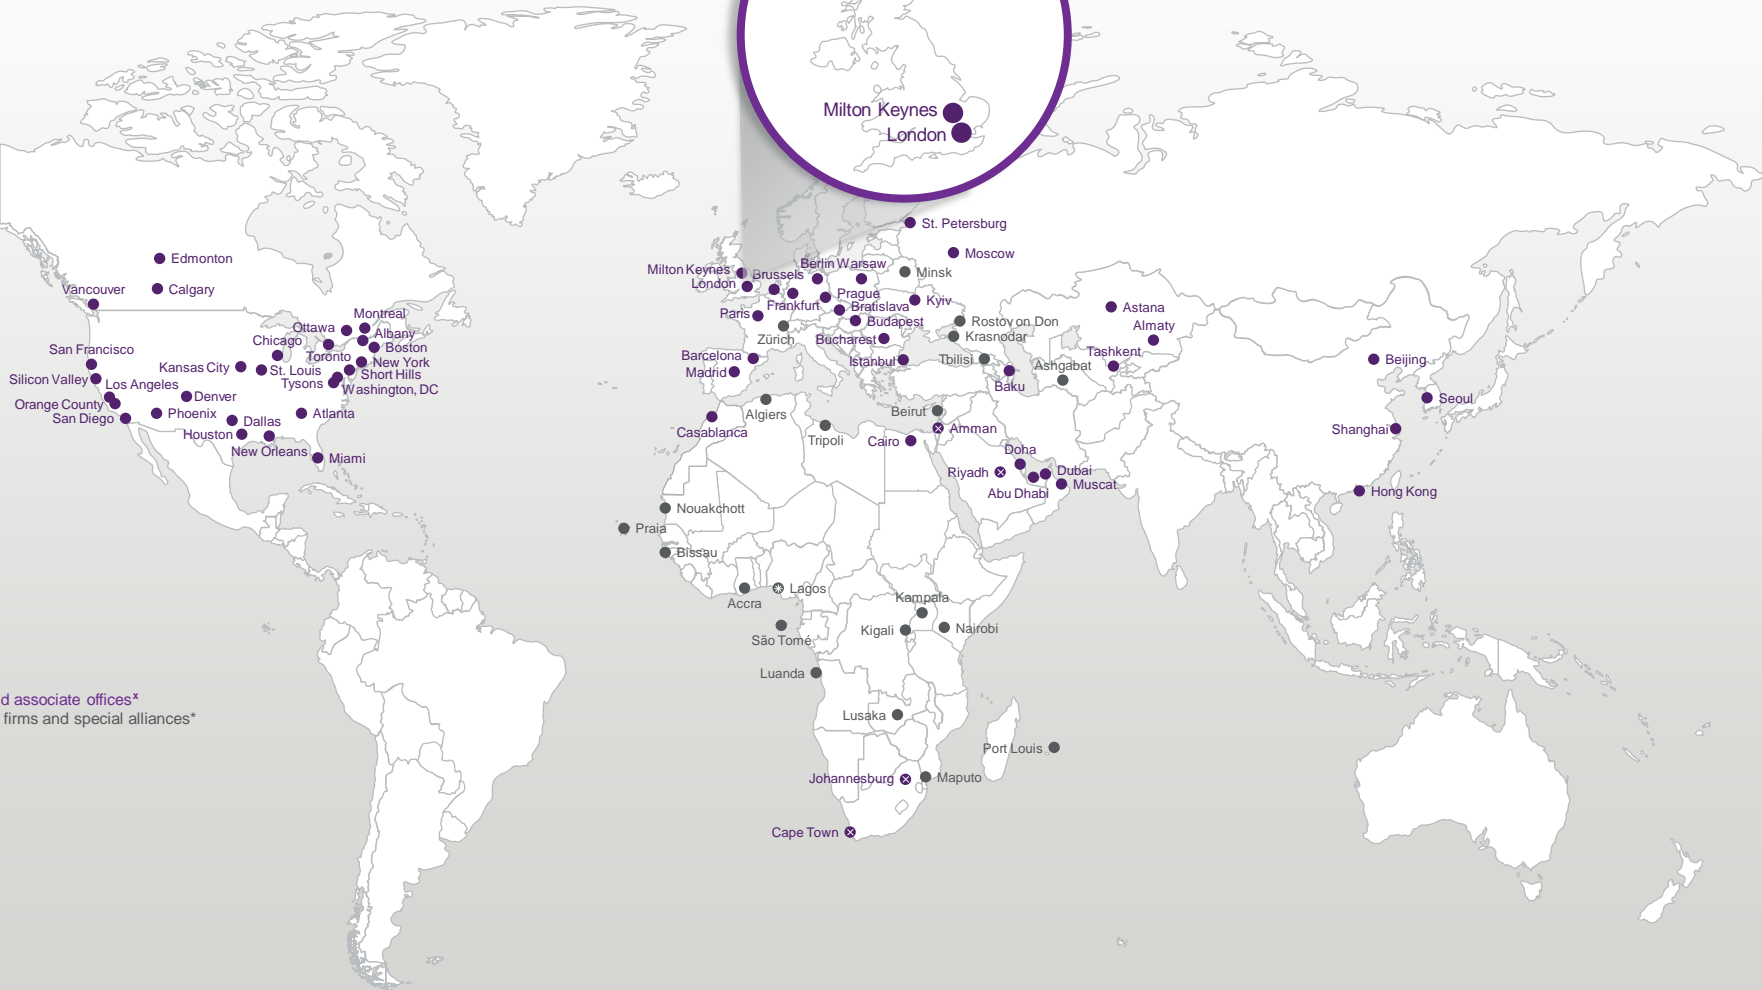 Milton Keynes
London
St. Petersburg
Moscow
Edmonton
Calgary
Vancouver
Montreal
Ottawa
Albany
Boston
Chicago
Toronto
New York
San Francisco
Kansas City
St. Louis
Short Hills
Silicon Valley
Los Angeles
Tysons
Washington, DC
Orange County
Denver
San Diego
Phoenix
Dallas
Atlanta
Houston
New Orleans
Miami
Milton Keynes
London
Brussels
Berlin
Warsaw
Minsk
Frankfurt
Prague
Kyiv
Paris
Bratislava
Zürich
Budapest
Rostov on Don
Krasnodar
Bucharest
Barcelona
Madrid
Istanbul
Tbilisi
Ashgabat
Baku
Astana
Almaty
Tashkent
Beijing
Seoul
Shanghai
Hong Kong
Algiers
Casablanca
Tripoli
Beirut
Cairo
Amman
Doha
Riyadh
Dubai
Abu Dhabi
Muscat
Nouakchott
Praia
Bissau
Accra
Lagos
Kampala
São Tomé
Kigali
Nairobi
Luanda
Lusaka
Port Louis
Johannesburg
Maputo
Cape Town
d associate officesˣ
firms and special alliances*